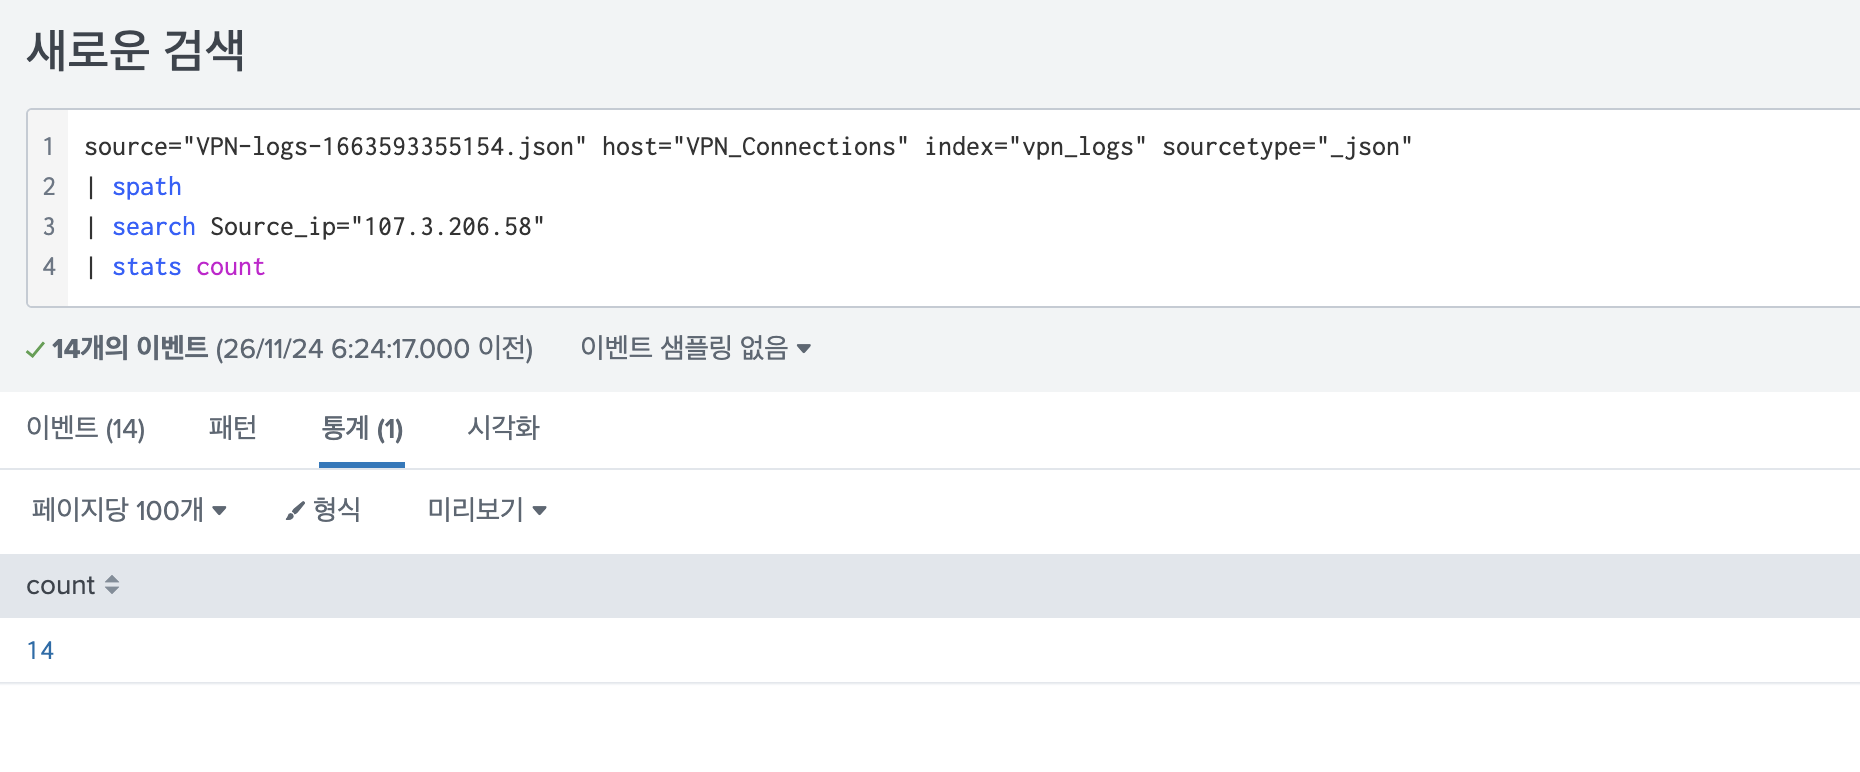 새로운 검색
1 source="VPN-logs-1663593355154.json" host="VPN_Connections" index="vpn_logs" sourcetype="_json"
2 | spath
3 | search Source_ip="107.3.206.58"
4 | stats count
14개의 이벤트 (26/11/24 6:24:17.000 이전) 이벤트 샘플링 없음
이벤트 (14) 패턴 통계 (1) 시각화
페이지당 100개 형식 미리보기
count
14